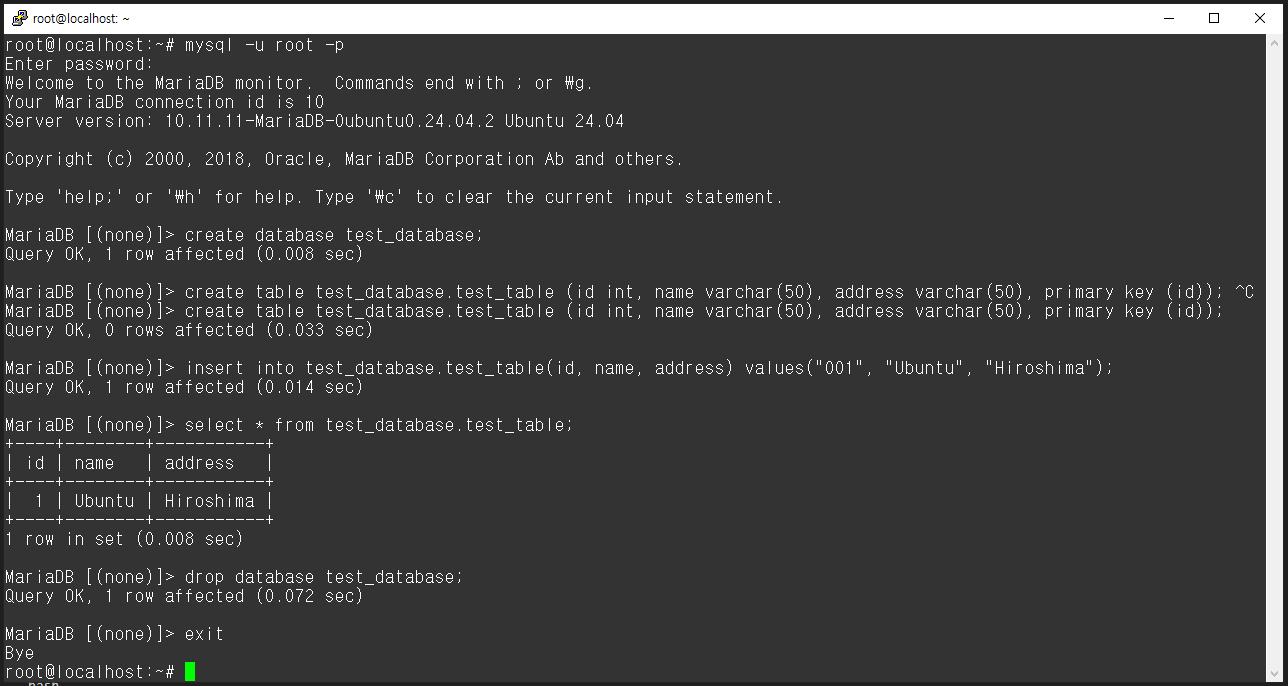 root@localhost: ~
root@localhost:~# mysql -u root -p
Enter password:
Welcome to the MariaDB monitor.  Commands end with ; or ₩g.
Your MariaDB connection id is 10
Server version: 10.11.11-MariaDB-0ubuntu0.24.04.2 Ubuntu 24.04
Copyright (c) 2000, 2018, Oracle, MariaDB Corporation Ab and others.
Type 'help;' or '₩h' for help. Type '₩c' to clear the current input statement.
MariaDB [(none)]> create database test_database;
Query OK, 1 row affected (0.008 sec)
MariaDB [(none)]> create table test_database.test_table (id int, name varchar(50), address varchar(50), primary key (id)); ^C
MariaDB [(none)]> create table test_database.test_table (id int, name varchar(50), address varchar(50), primary key (id));
Query OK, 0 rows affected (0.033 sec)
MariaDB [(none)]> insert into test_database.test_table(id, name, address) values("001", "Ubuntu", "Hiroshima");
Query OK, 1 row affected (0.014 sec)
MariaDB [(none)]> select * from test_database.test_table;
+----+--------+-----------+
| id | name   | address   |
+----+--------+-----------+
|  1 | Ubuntu | Hiroshima |
+----+--------+-----------+
1 row in set (0.008 sec)
MariaDB [(none)]> drop database test_database;
Query OK, 1 row affected (0.072 sec)
MariaDB [(none)]> exit
Bye
root@localhost:~#